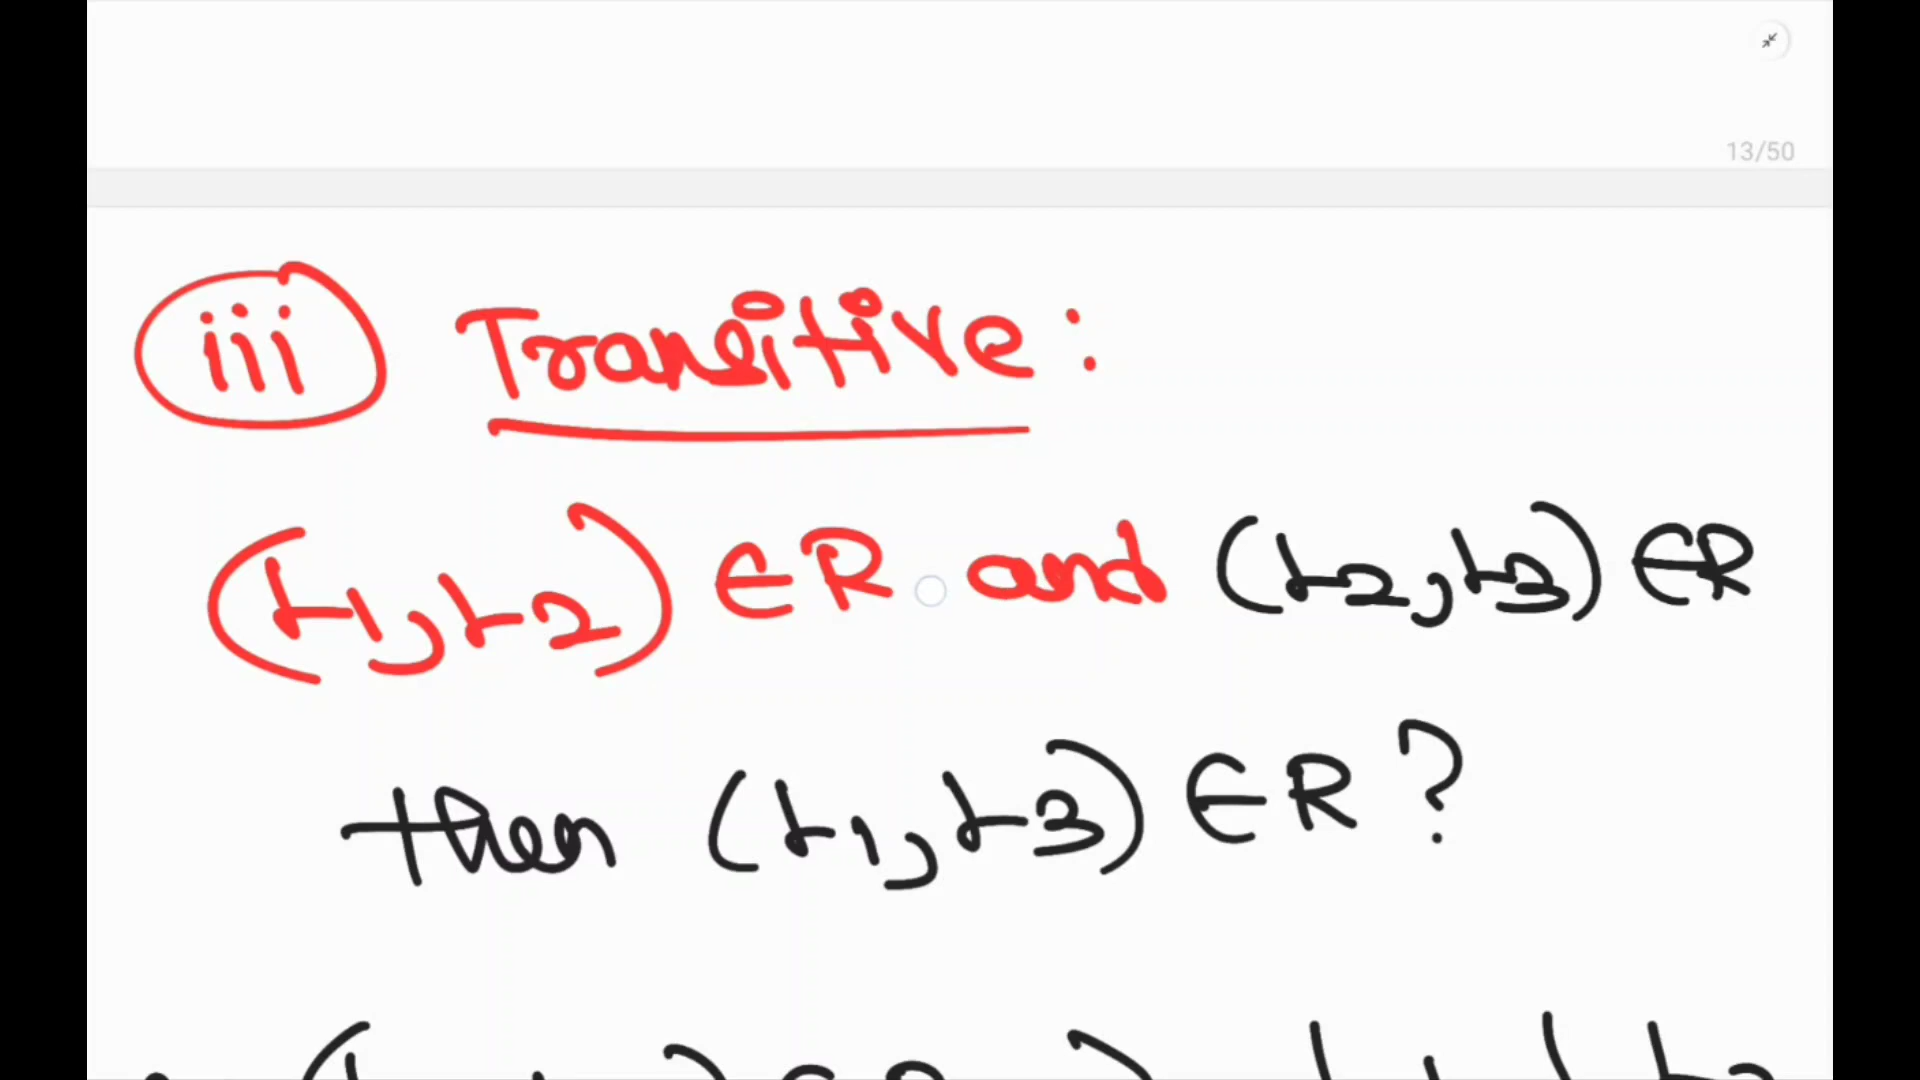 13/50
iii Transitive :
(t1, t2) ∈ R and (t2, t3) ∈ R
then (t1, t3) ∈ R ?